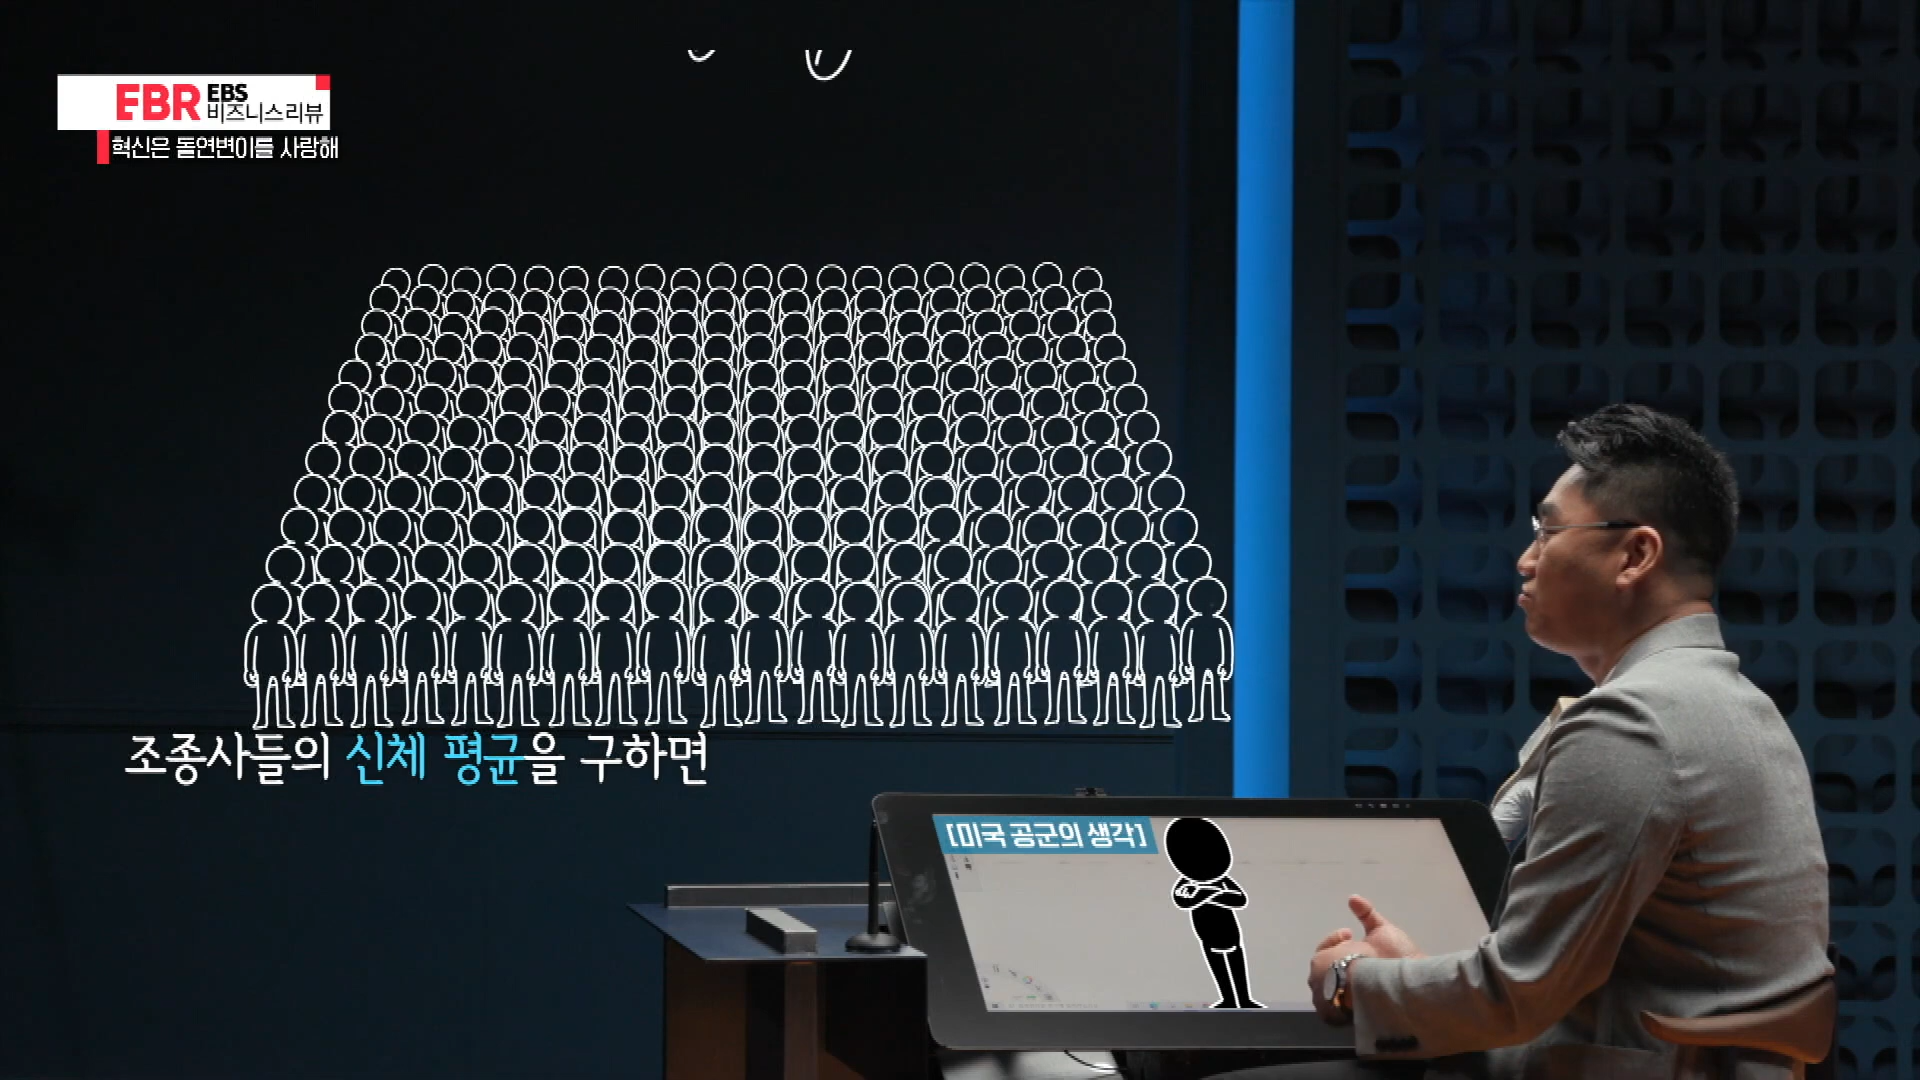 EBR EBS
비즈니스리뷰
혁신은 돌연변이를 사랑해
조종사들의 신체 평균을 구하면
[미국 공군의 생각]